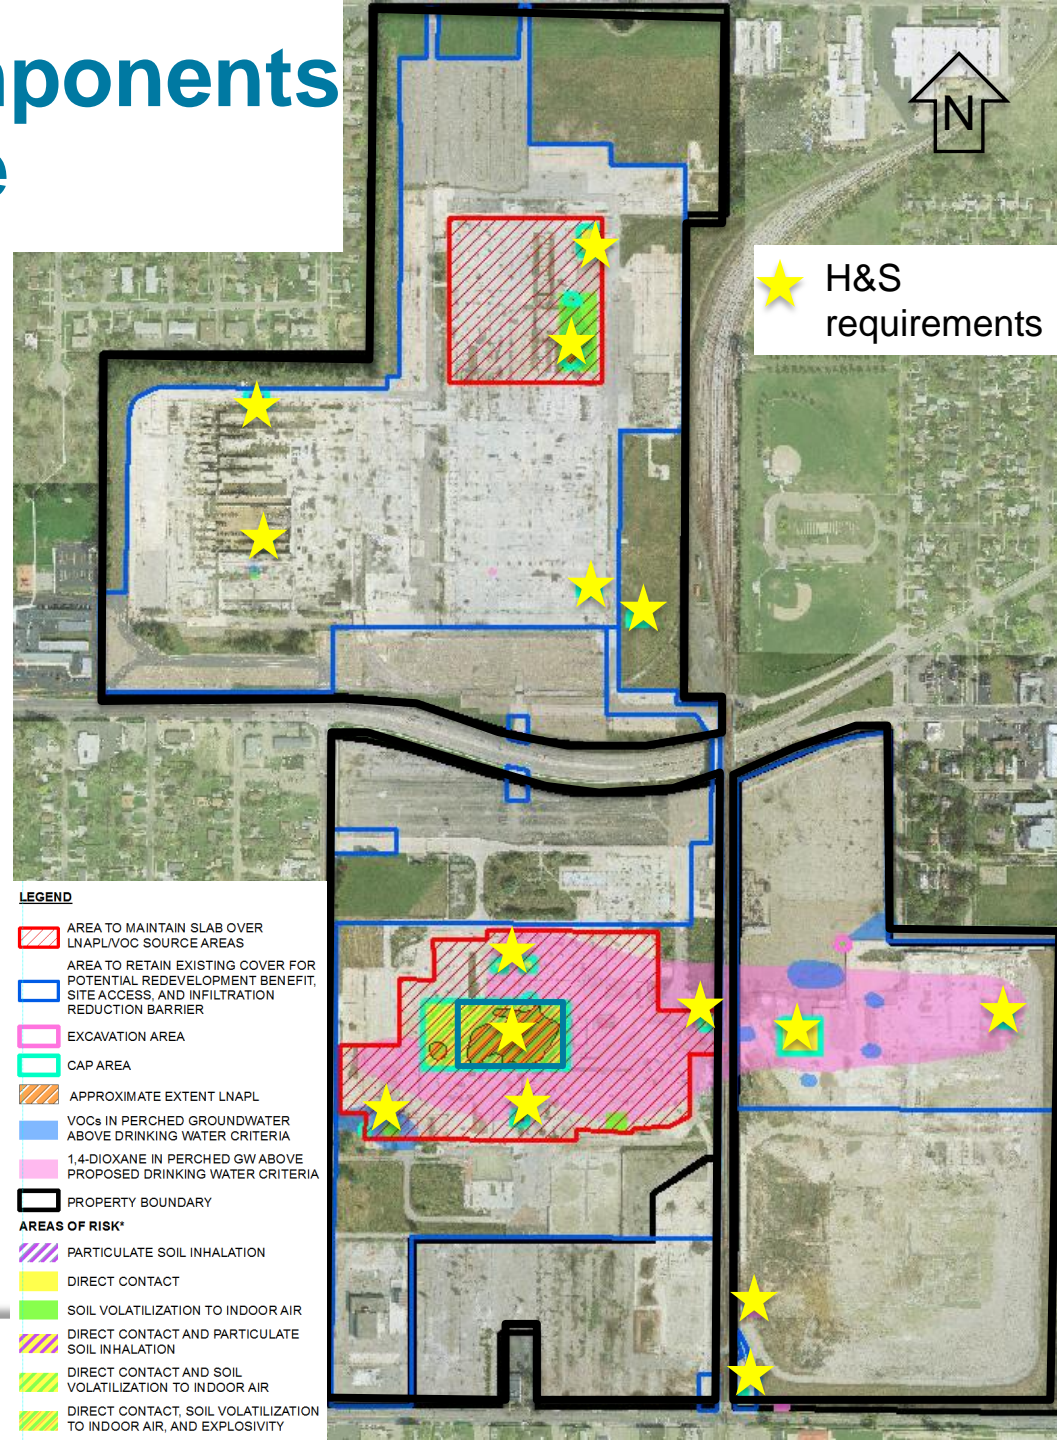 mponents
e
N
H&S
requirements
LEGEND
AREA TO MAINTAIN SLAB OVER
LNAPL/VOC SOURCE AREAS
AREA TO RETAIN EXISTING COVER FOR
POTENTIAL REDEVELOPMENT BENEFIT,
SITE ACCESS, AND INFILTRATION
REDUCTION BARRIER
EXCAVATION AREA
CAP AREA
APPROXIMATE EXTENT LNAPL
VOCs IN PERCHED GROUNDWATER
ABOVE DRINKING WATER CRITERIA
1,4-DIOXANE IN PERCHED GW ABOVE
PROPOSED DRINKING WATER CRITERIA
PROPERTY BOUNDARY
AREAS OF RISK*
PARTICULATE SOIL INHALATION
DIRECT CONTACT
SOIL VOLATILIZATION TO INDOOR AIR
DIRECT CONTACT AND PARTICULATE
SOIL INHALATION
DIRECT CONTACT AND SOIL
VOLATILIZATION TO INDOOR AIR
DIRECT CONTACT, SOIL VOLATILIZATION
TO INDOOR AIR, AND EXPLOSIVITY